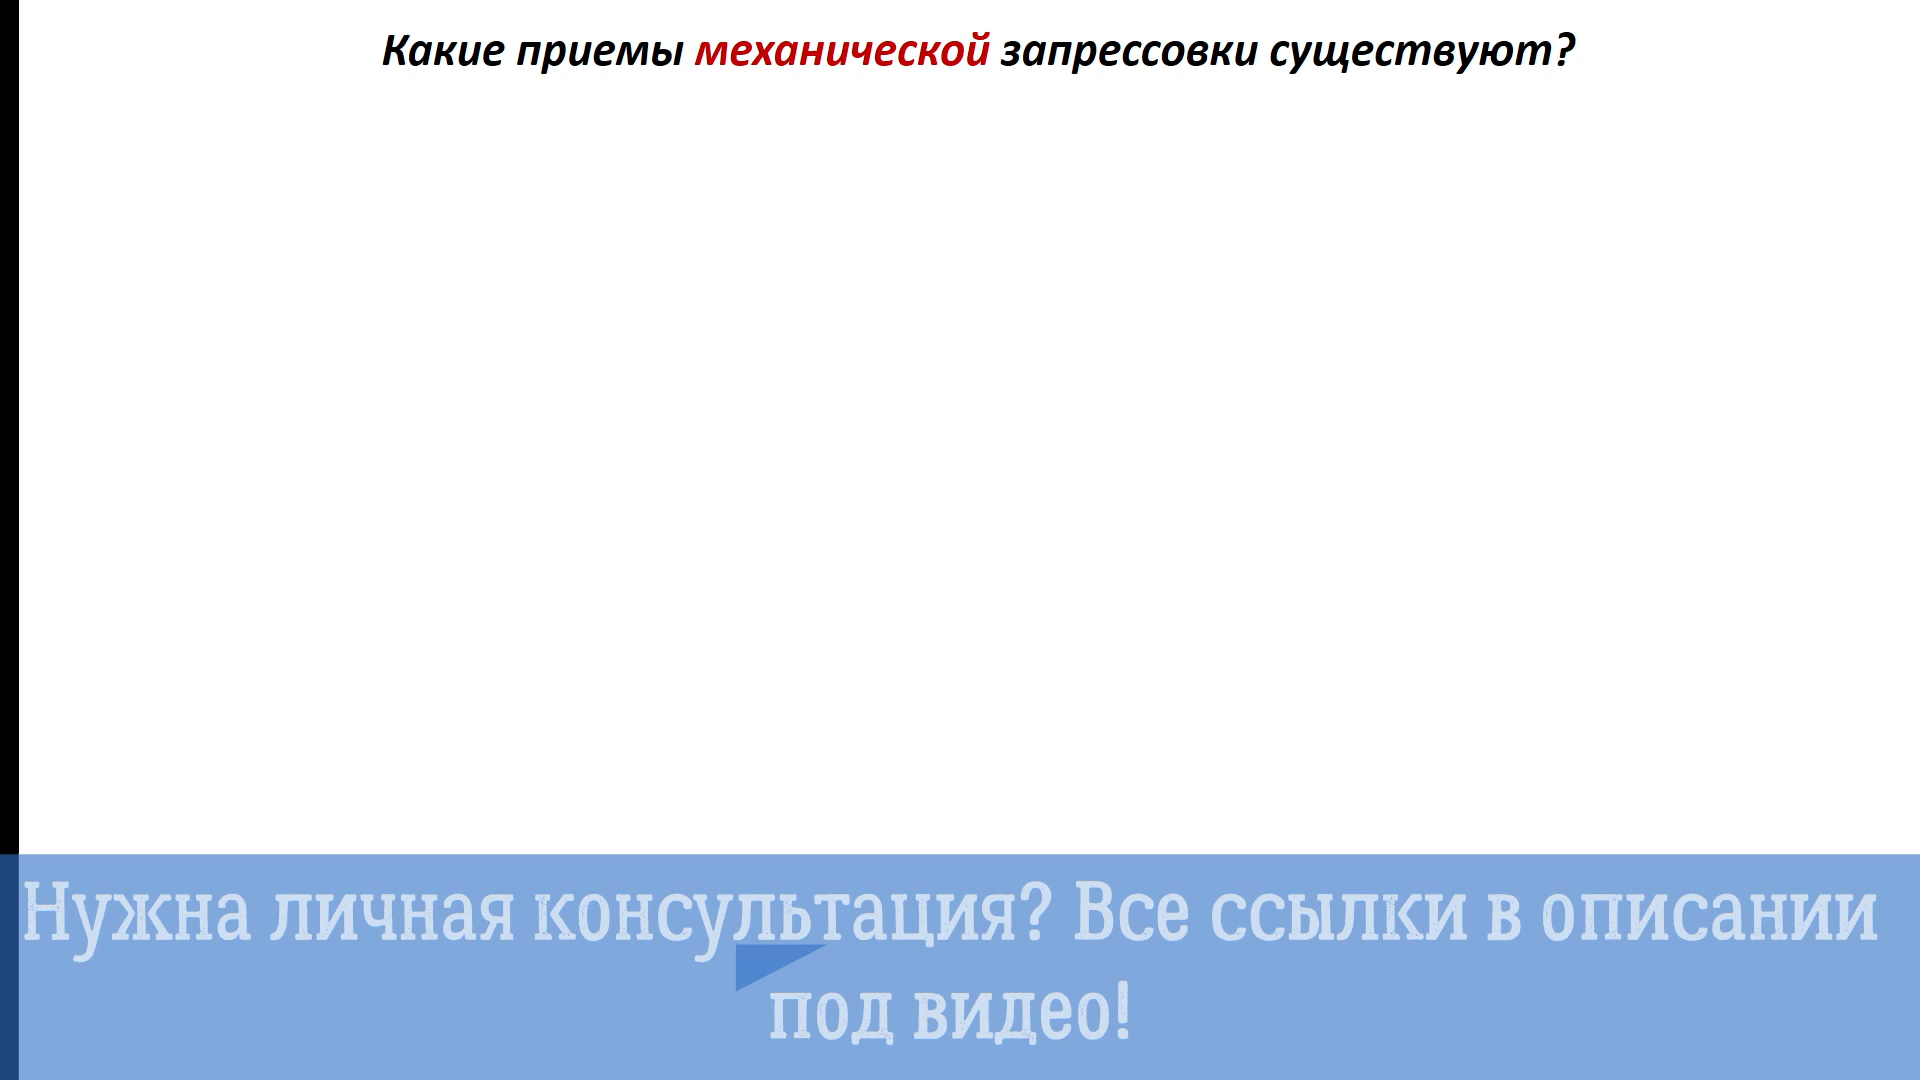 Какие приемы механической запрессовки существуют?
Нужна личная консультация? Все ссылки в описании
под видео!